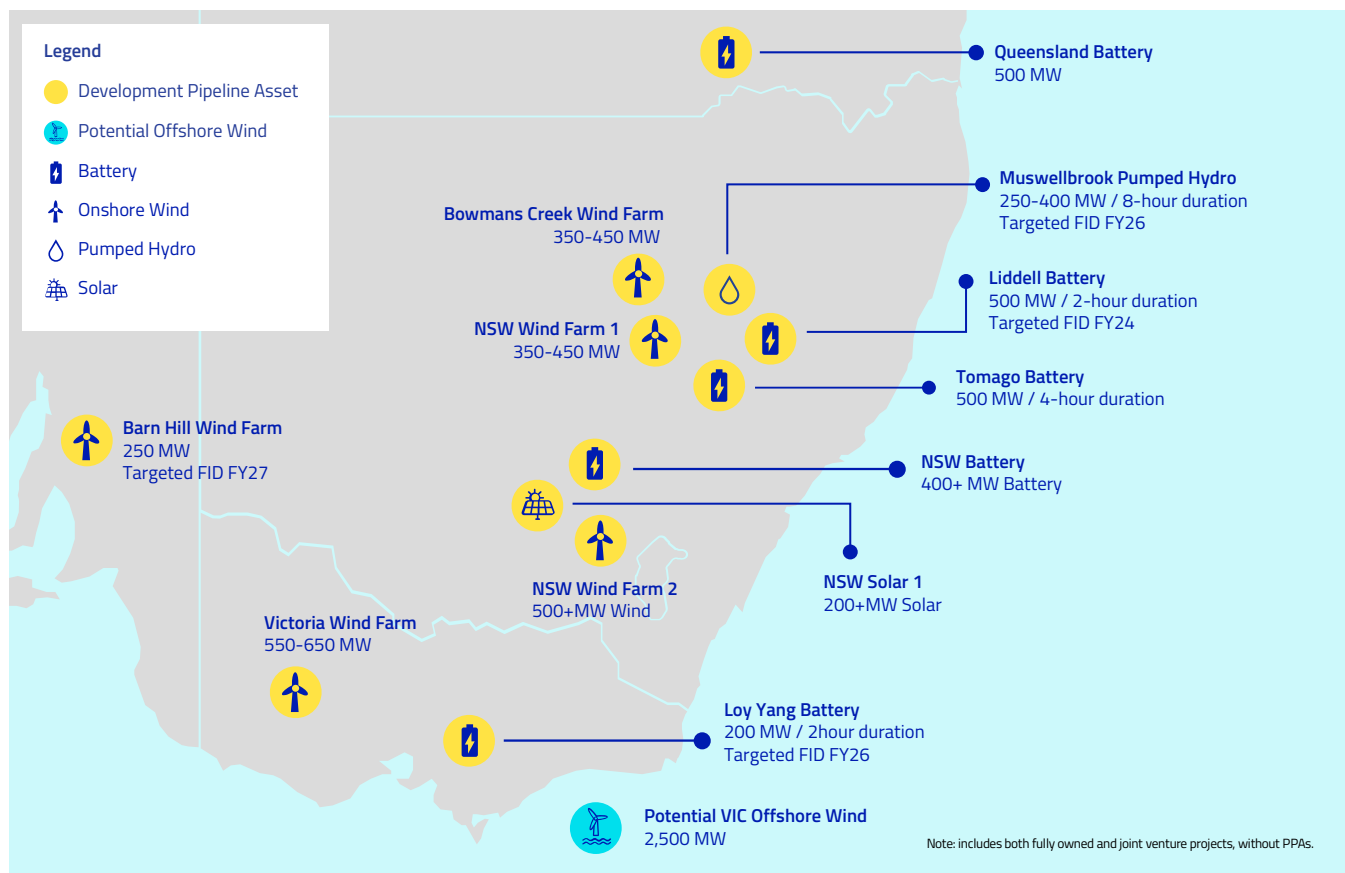 Legend
Development Pipeline Asset
Potential Offshore Wind
Battery
Onshore Wind
Pumped Hydro
Solar
Queensland Battery
500 MW
Muswellbrook Pumped Hydro
250-400 MW / 8-hour duration
Targeted FID FY26
Bowmans Creek Wind Farm
350-450 MW
Liddell Battery
500 MW / 2-hour duration
Targeted FID FY24
NSW Wind Farm 1
350-450 MW
Tomago Battery
500 MW / 4-hour duration
Barn Hill Wind Farm
250 MW
Targeted FID FY27
NSW Battery
400+ MW Battery
NSW Solar 1
200+MW Solar
NSW Wind Farm 2
500+MW Wind
Victoria Wind Farm
550-650 MW
Loy Yang Battery
200 MW / 2hour duration
Targeted FID FY26
Potential VIC Offshore Wind
2,500 MW
Note: includes both fully owned and joint venture projects, without PPAs.